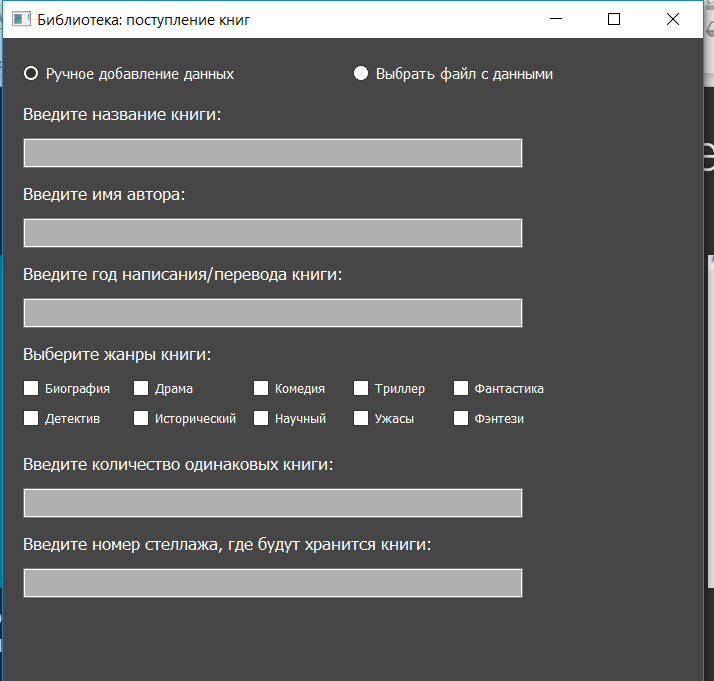 Библиотека: поступление книг
Ручное добавление данных Выбрать файл с данными
Введите название книги:
Введите имя автора:
Введите год написания/перевода книги:
Выберите жанры книги:
Биография Драма Комедия Триллер Фантастика
Детектив Исторический Научный Ужасы Фэнтези
Введите количество одинаковых книги:
Введите номер стеллажа, где будут хранится книги: